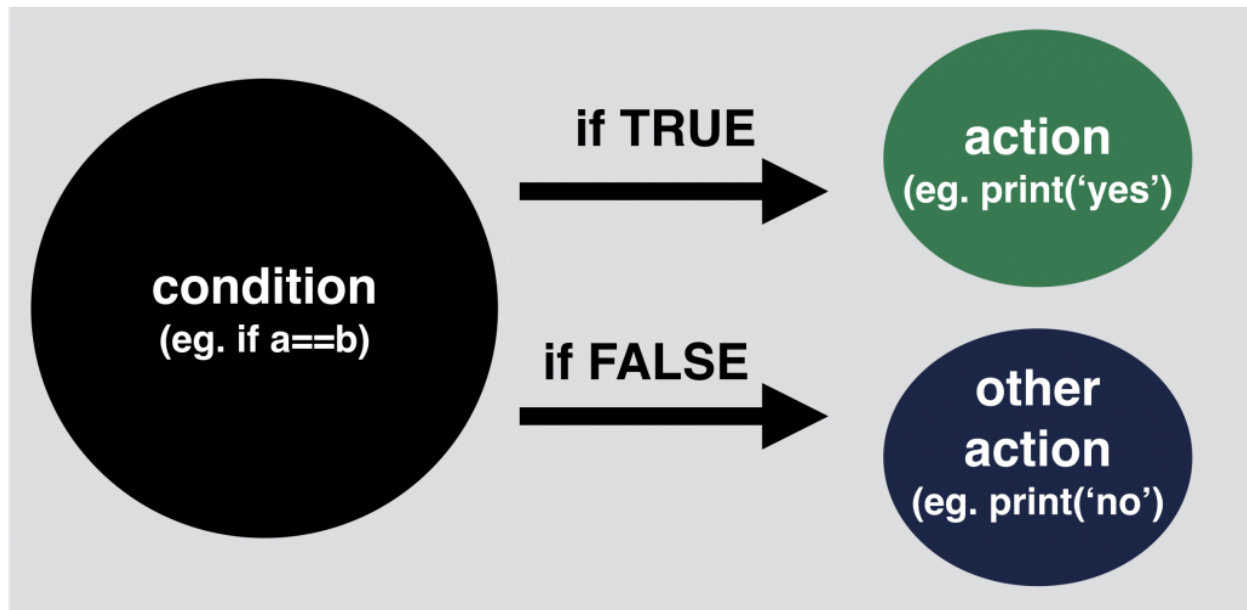 condition
(eg. if a==b)
if TRUE
action
(eg. print(‘yes’)
if FALSE
other
action
(eg. print(‘no’)